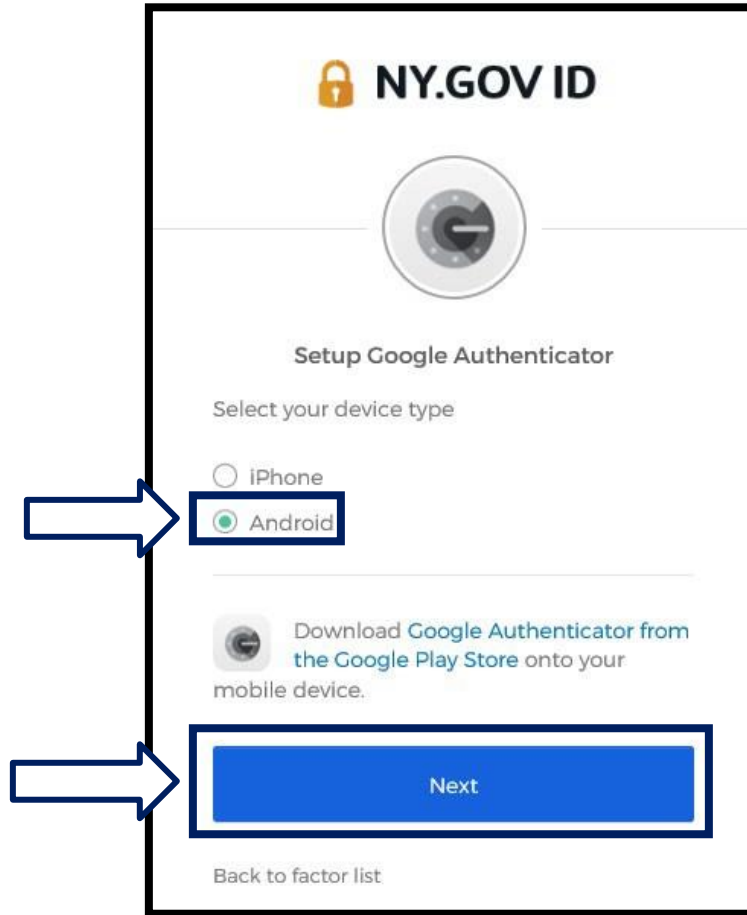 NY.GOV ID
Setup Google Authenticator
Select your device type
iPhone
Android
Download Google Authenticator from
the Google Play Store onto your
mobile device.
Next
Back to factor list